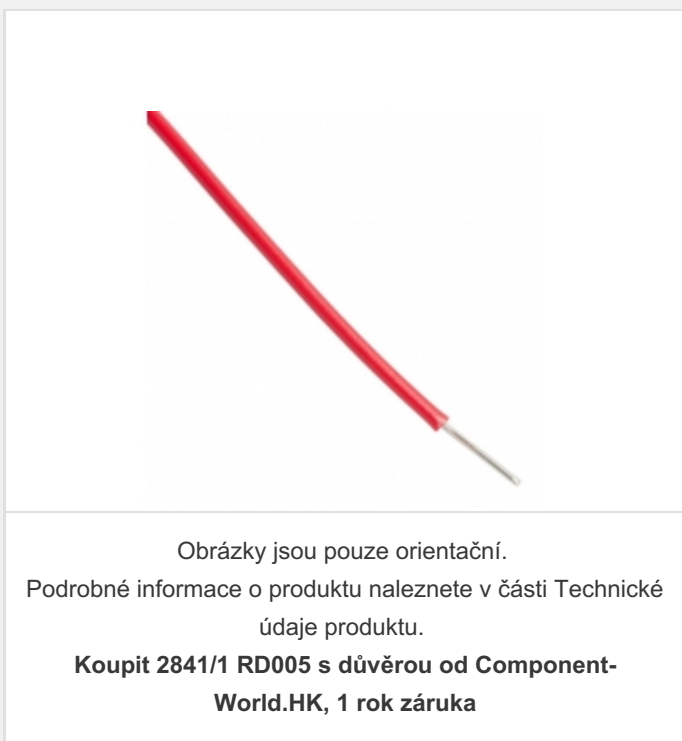 Obrázky jsou pouze orientační.
Podrobné informace o produktu naleznete v části Technické
údaje produktu.
Koupit 2841/1 RD005 s důvěrou od Component-
World.HK, 1 rok záruka